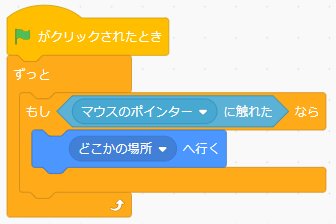 がクリックされたとき
ずっと
もし マウスのポインター に触れた なら
どこかの場所 へ行く